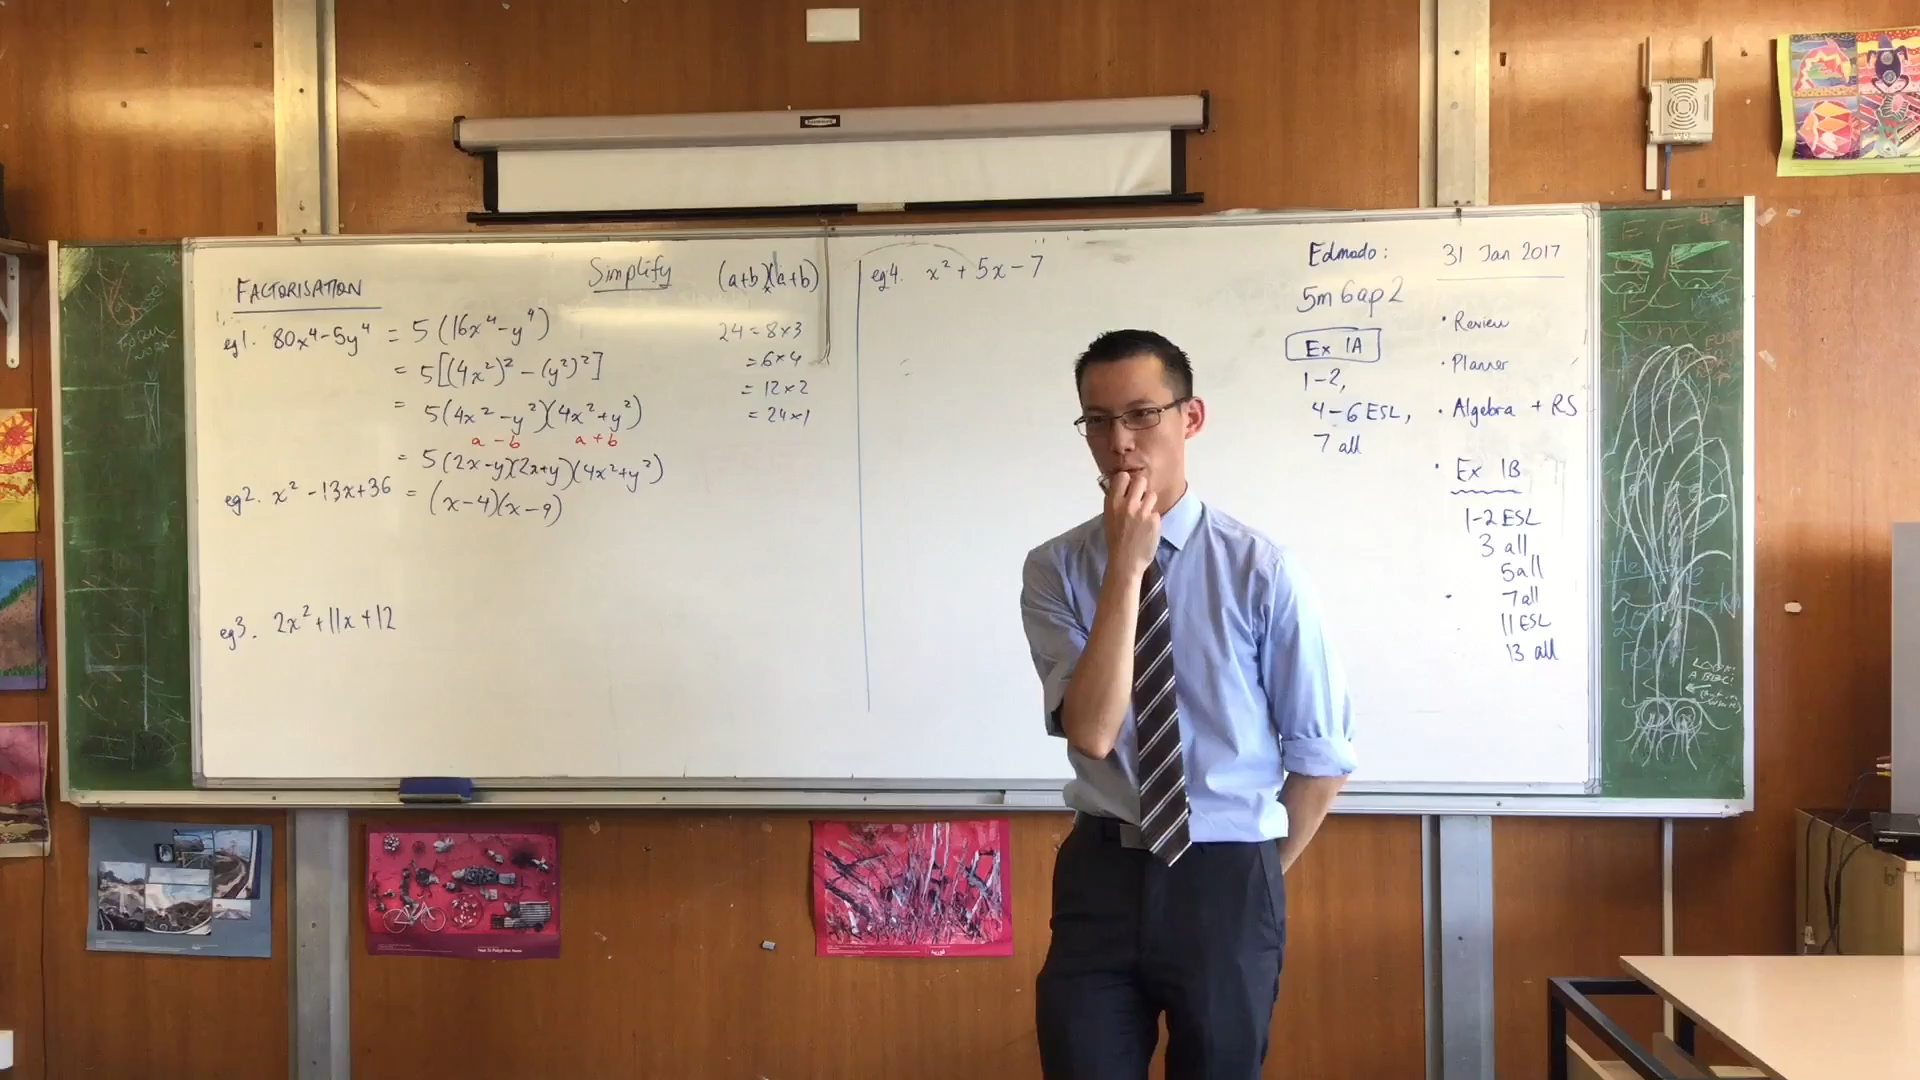 FACTORISATION
eg1. 80x⁴-5y⁴ = 5(16x⁴-y⁴)
= 5[(4x²)² - (y²)²]
= 5(4x²-y²)(4x²+y²)
a-b a+b
= 5(2x-y)(2x+y)(4x²+y²)
eg2. x²-13x+36 = (x-4)(x-9)
eg3. 2x²+11x+12
Simplify
(a+b)(a+b)
24 = 8×3
= 6×4
= 12×2
= 24×1
eg4. x²+5x-7
Edmodo:
5m6ap2
Ex 1A
1-2,
4-6 ESL,
7 all
31 Jan 2017
• Review
• Planner
• Algebra + RS
• Ex 1B
1-2 ESL
3 all
5 all
7 all
11 ESL
13 all
LOOK
A BBC!